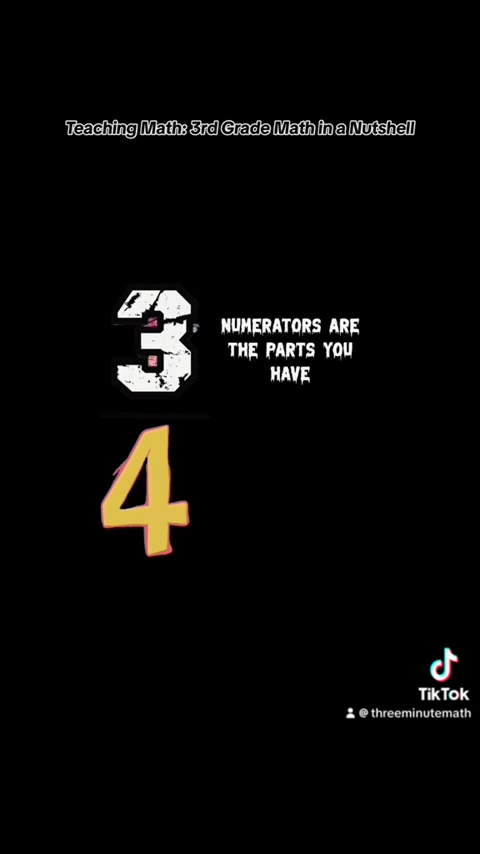 Teaching Math: 3rd Grade Math in a Nutshell
3
NUMERATORS ARE
THE PARTS YOU
HAVE
4
TikTok
@threeminutemath